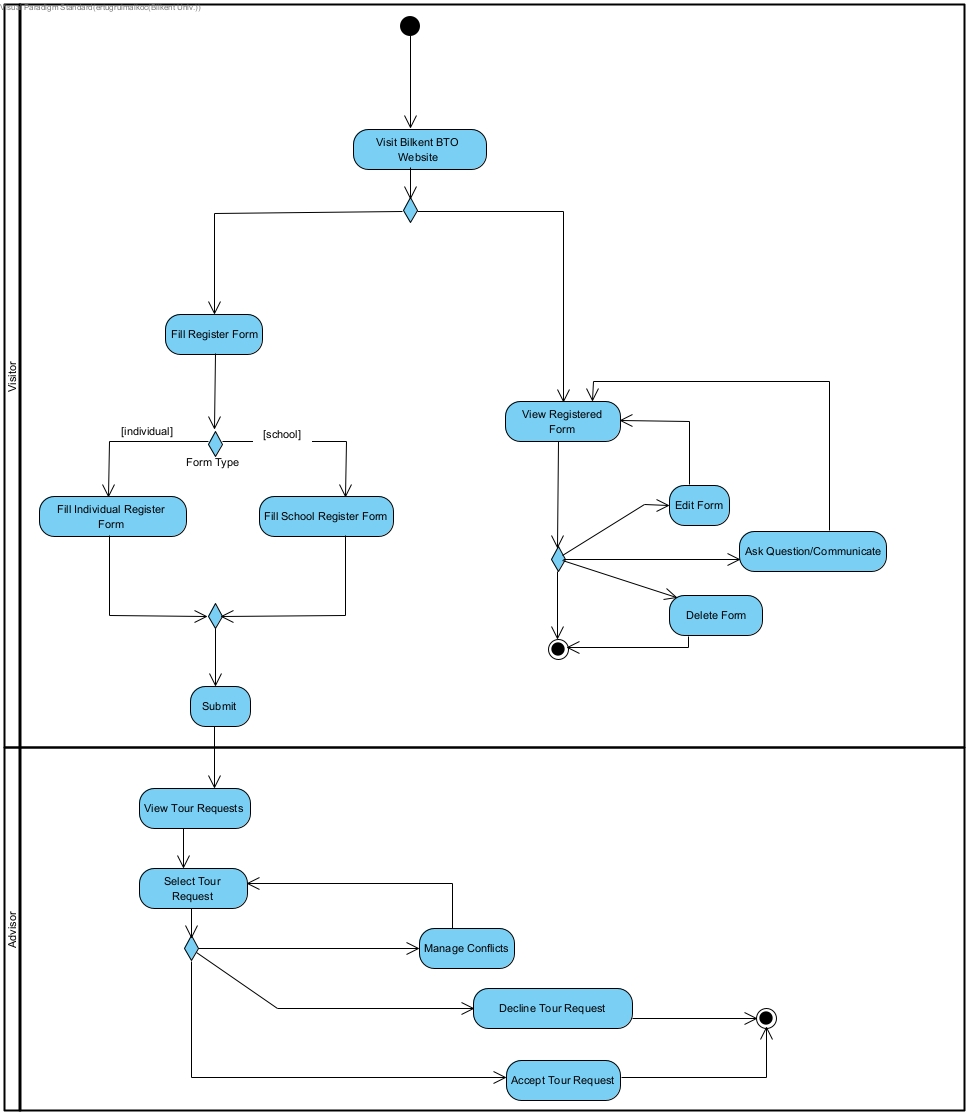 Visual Paradigm Standard(ertugrulmalkoc(Bilkent Univ.))
Visit Bilkent BTO
Website
Fill Register Form
Visitor
View Registered
Form
[individual]
[school]
Form Type
Edit Form
Fill Individual Register
Form
Fill School Register Form
Ask Question/Communicate
Delete Form
Submit
View Tour Requests
Select Tour
Request
Advisor
Manage Conflicts
Decline Tour Request
Accept Tour Request